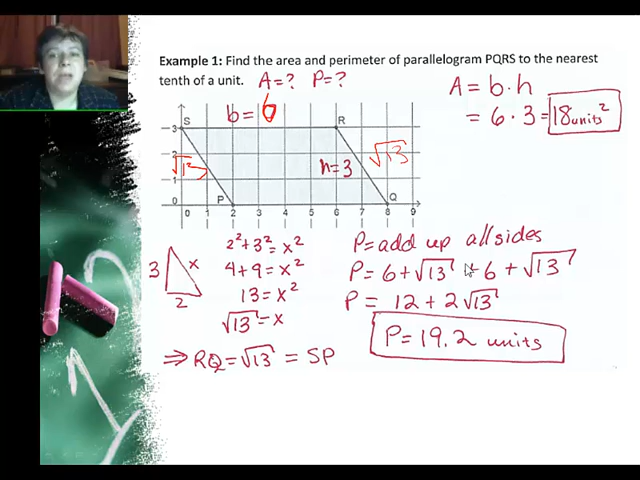 Example 1: Find the area and perimeter of parallelogram PQRS to the nearest
tenth of a unit. A=? P=?
A = b·h
= 6·3 = 18 units²
S b = 6 R
3
2
√13 h=3 √13
1
P Q
0
0 1 2 3 4 5 6 7 8 9
3 x
2
2²+3²=x²
4+9=x²
13=x²
√13=x
⇒ RQ=√13 = SP
P=add up all sides
P=6+√13+6+√13
P= 12+2√13
P=19.2 units